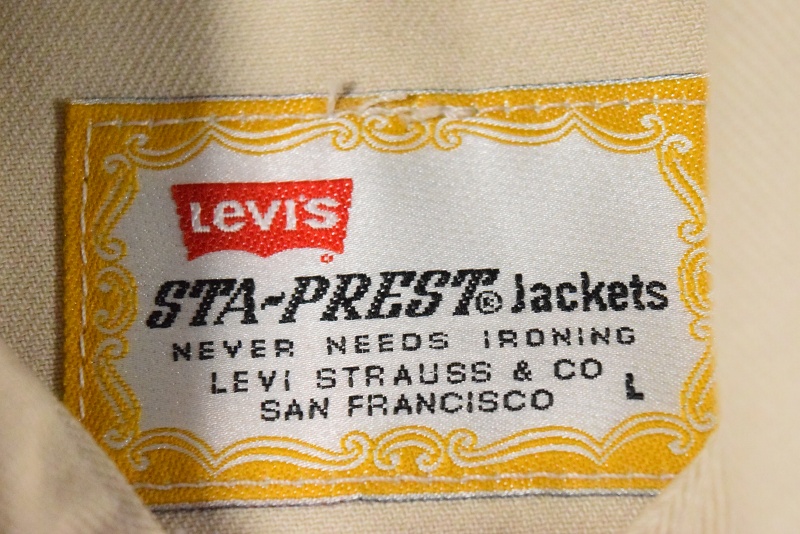 Levi's
STA-PREST® Jackets
NEVER NEEDS IRONING
LEVI STRAUSS & CO
SAN FRANCISCO
L